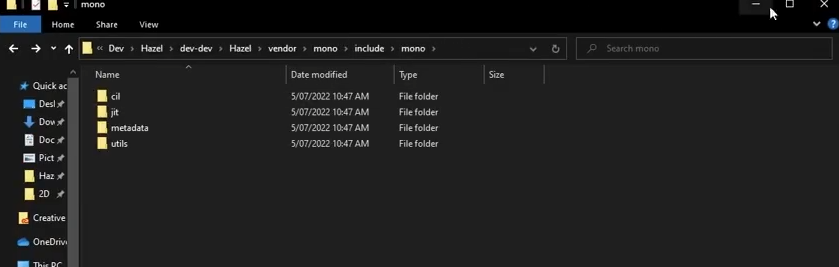 mono
File Home Share View
« Dev > Hazel > dev-dev > Hazel > vendor > mono > include > mono >
Search mono
Name Date modified Type Size
Quick ac
Desl
Dow
Doc
Pict
Haz
2D
Creative
OneDrive
This PC
cil 5/07/2022 10:47 AM File folder
jit 5/07/2022 10:47 AM File folder
metadata 5/07/2022 10:47 AM File folder
utils 5/07/2022 10:47 AM File folder